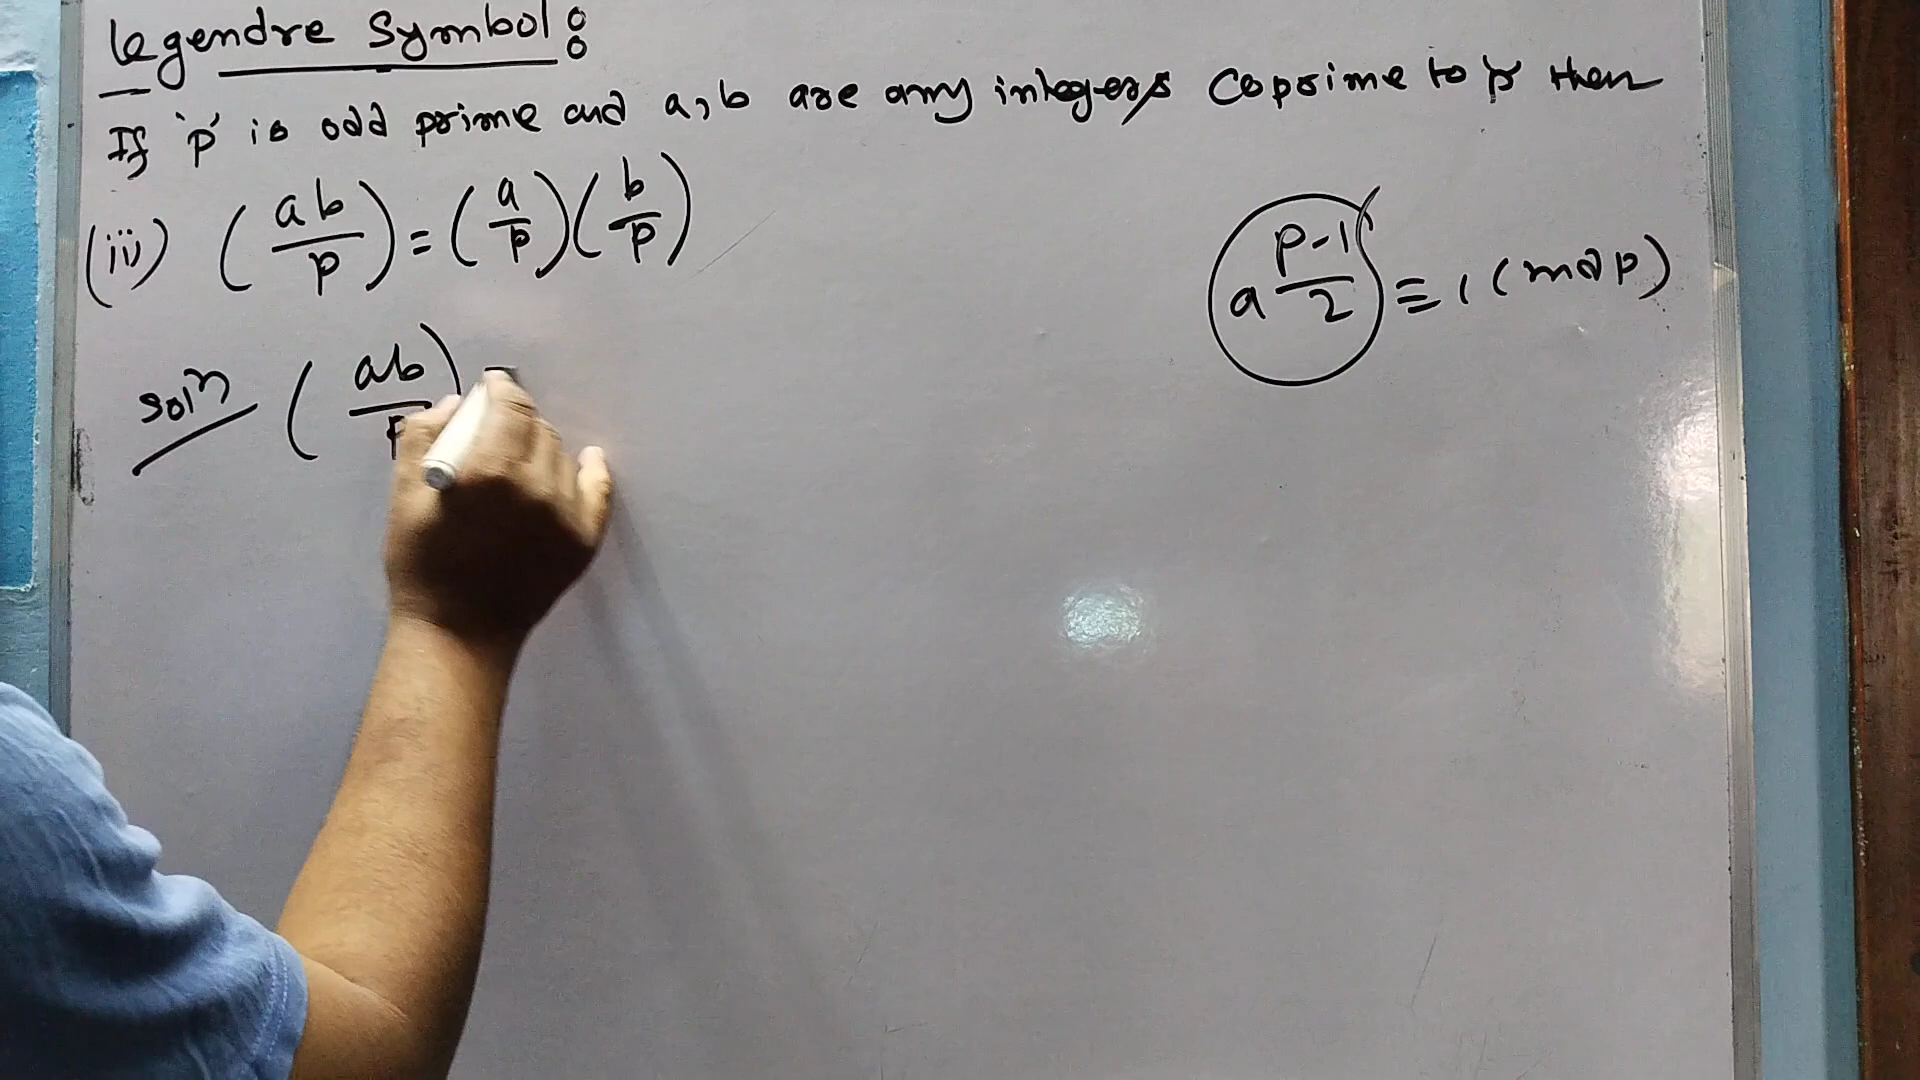 Legendre Symbol:
If 'p' is odd prime and a, b are any integers coprime to p then
(iii) (ab/p) = (a/p)(b/p)
a^(p-1/2) ≡ 1 (mod p)
Solⁿ (ab/p) =